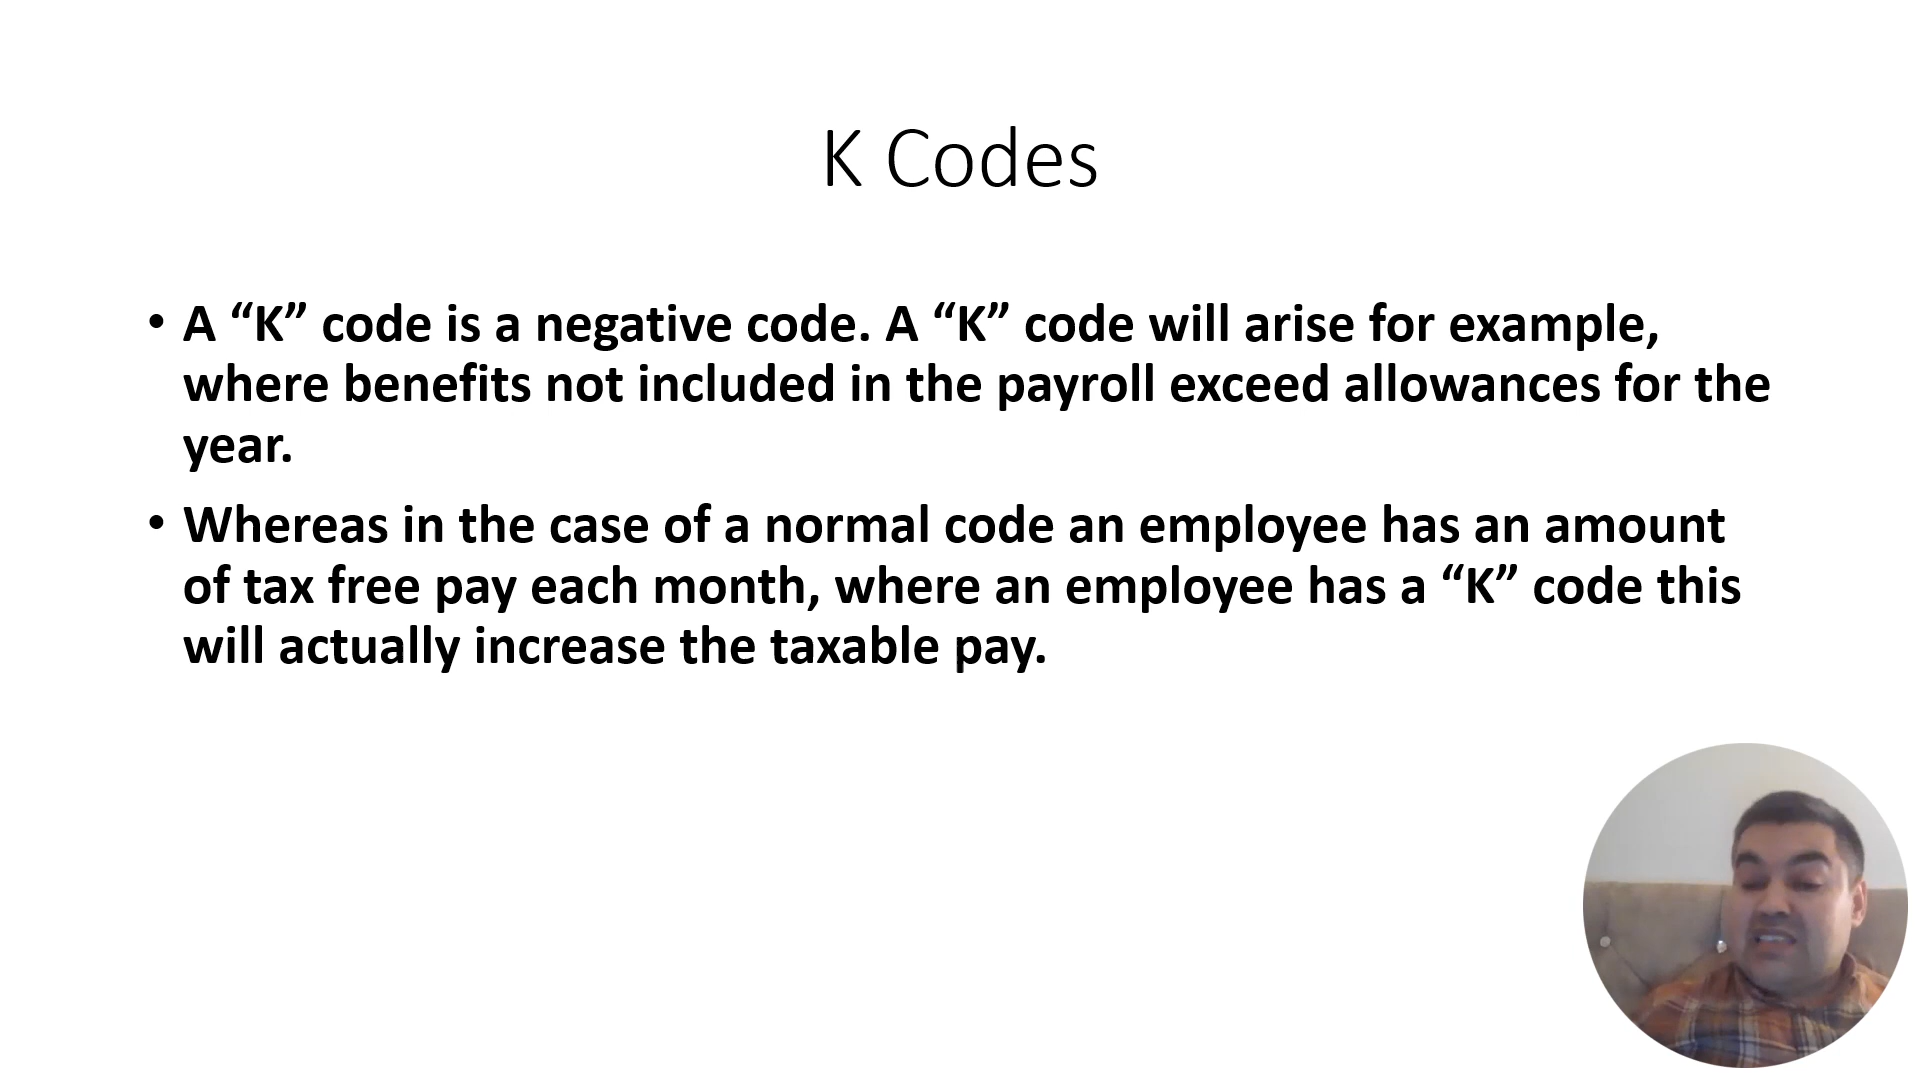 K Codes
• A “K” code is a negative code. A “K” code will arise for example,
where benefits not included in the payroll exceed allowances for the
year.
• Whereas in the case of a normal code an employee has an amount
of tax free pay each month, where an employee has a “K” code this
will actually increase the taxable pay.